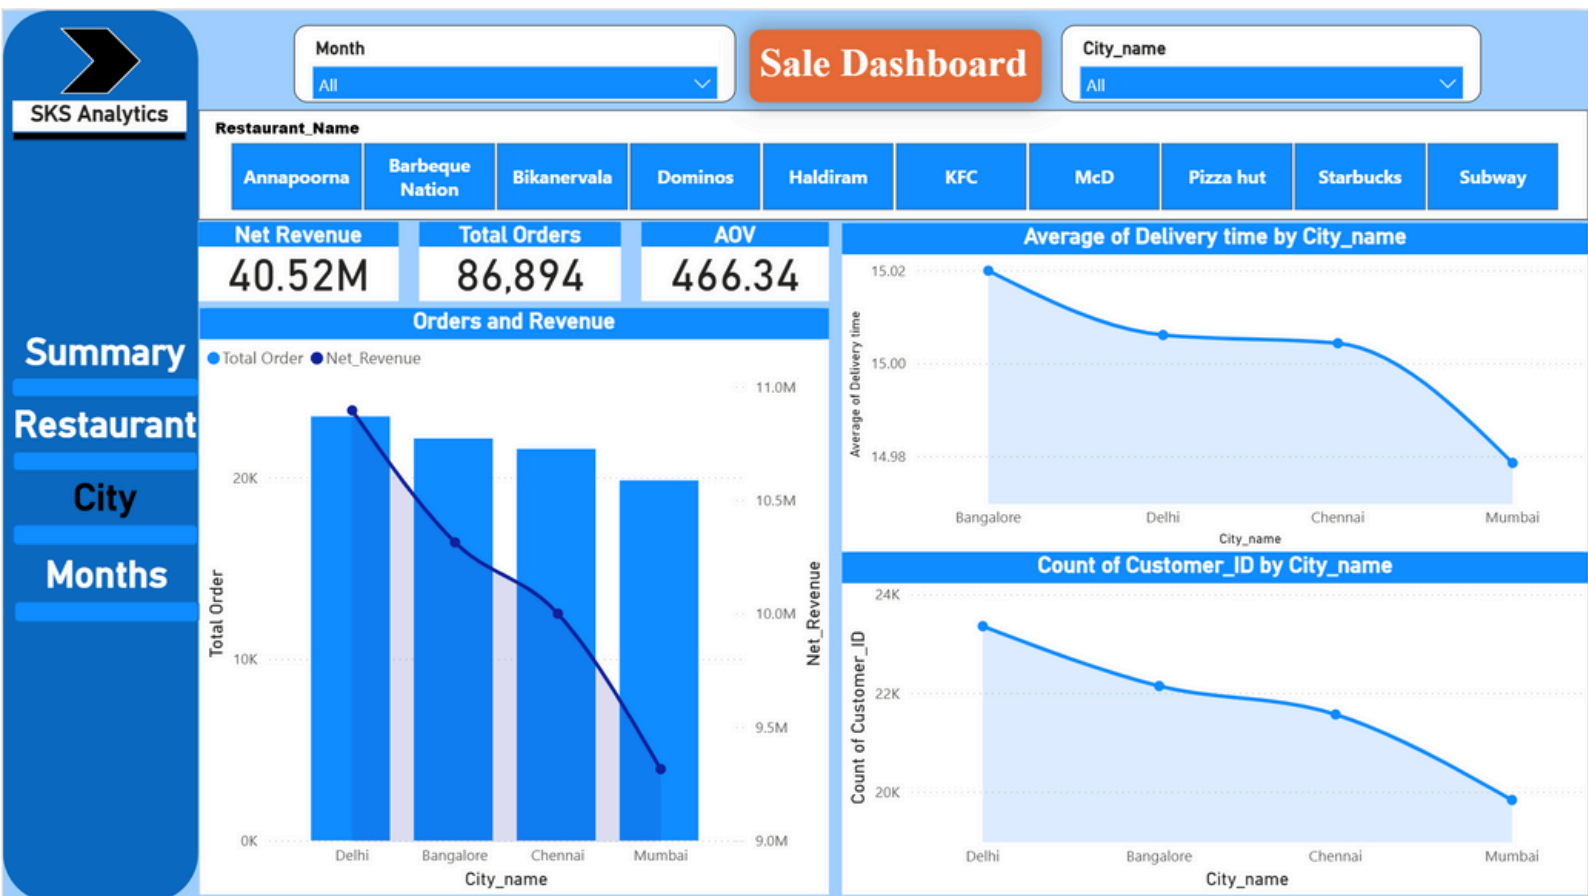 SKS Analytics
Summary
Restaurant
City
Months
Month
All
Sale Dashboard
City_name
All
Restaurant_Name
Annapoorna
Barbeque
Nation
Bikanervala
Dominos
Haldiram
KFC
McD
Pizza hut
Starbucks
Subway
Net Revenue
40.52M
Total Orders
86,894
AOV
466.34
Orders and Revenue
Total Order Net_Revenue
11.0M
20K
10.5M
10.0M
10K
9.5M
0K
9.0M
Total Order
Net_Revenue
Delhi Bangalore Chennai Mumbai
City_name
Average of Delivery time by City_name
15.02
15.00
14.98
Average of Delivery time
Bangalore Delhi Chennai Mumbai
City_name
Count of Customer_ID by City_name
24K
22K
20K
Count of Customer_ID
Delhi Bangalore Chennai Mumbai
City_name